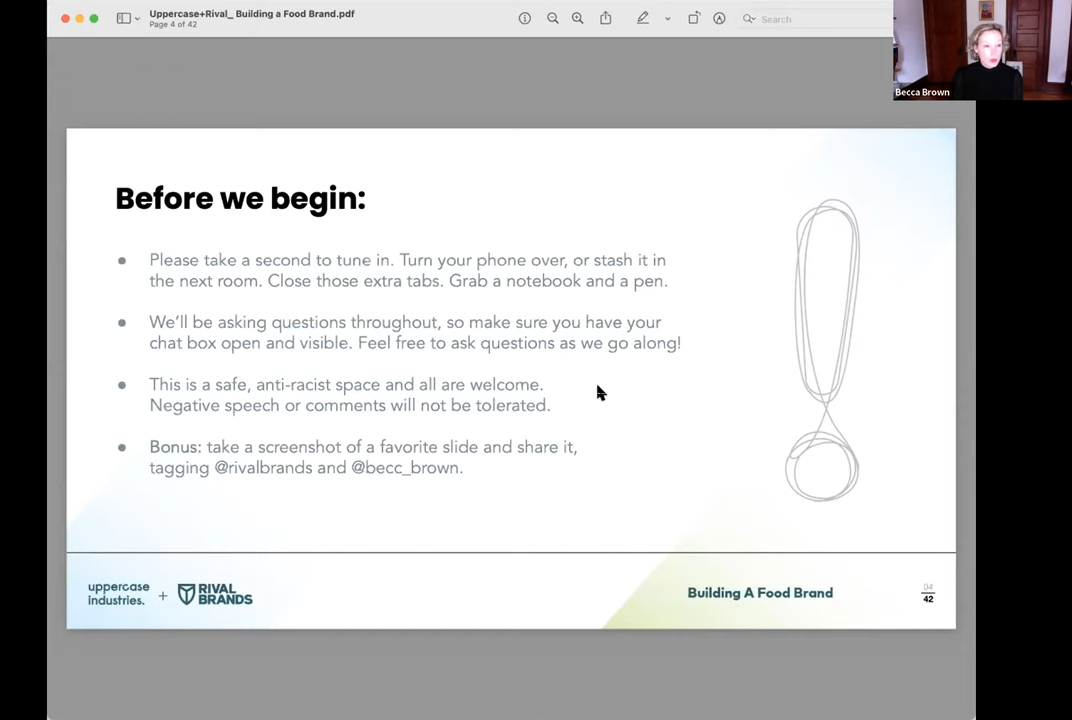 Uppercase+Rival_ Building a Food Brand.pdf
Page 4 of 42
Search
Becca Brown
Before we begin:
Please take a second to tune in. Turn your phone over, or stash it in
the next room. Close those extra tabs. Grab a notebook and a pen.
We'll be asking questions throughout, so make sure you have your
chat box open and visible. Feel free to ask questions as we go along!
This is a safe, anti-racist space and all are welcome.
Negative speech or comments will not be tolerated.
Bonus: take a screenshot of a favorite slide and share it,
tagging @rivalbrands and @becc_brown.
uppercase
industries.
+
RIVAL
BRANDS
Building A Food Brand
04
42